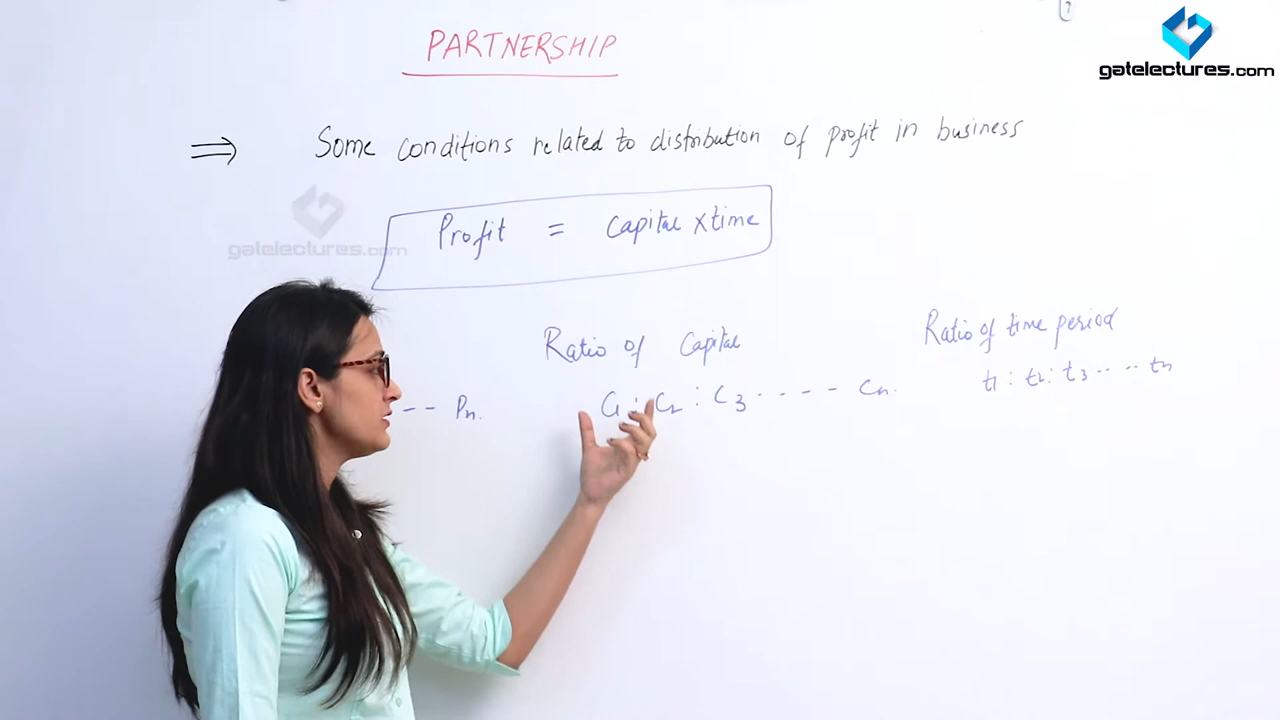 PARTNERSHIP
gatelectures.com
⇒ Some conditions related to distribution of profit in business
gatelectures.com
Profit = Capital x time
Ratio of Capital
Ratio of time period
-- Pn.
C1 : C2 : C3 . - - - - Cn.
t1 : t2 : t3 . . - . . tn